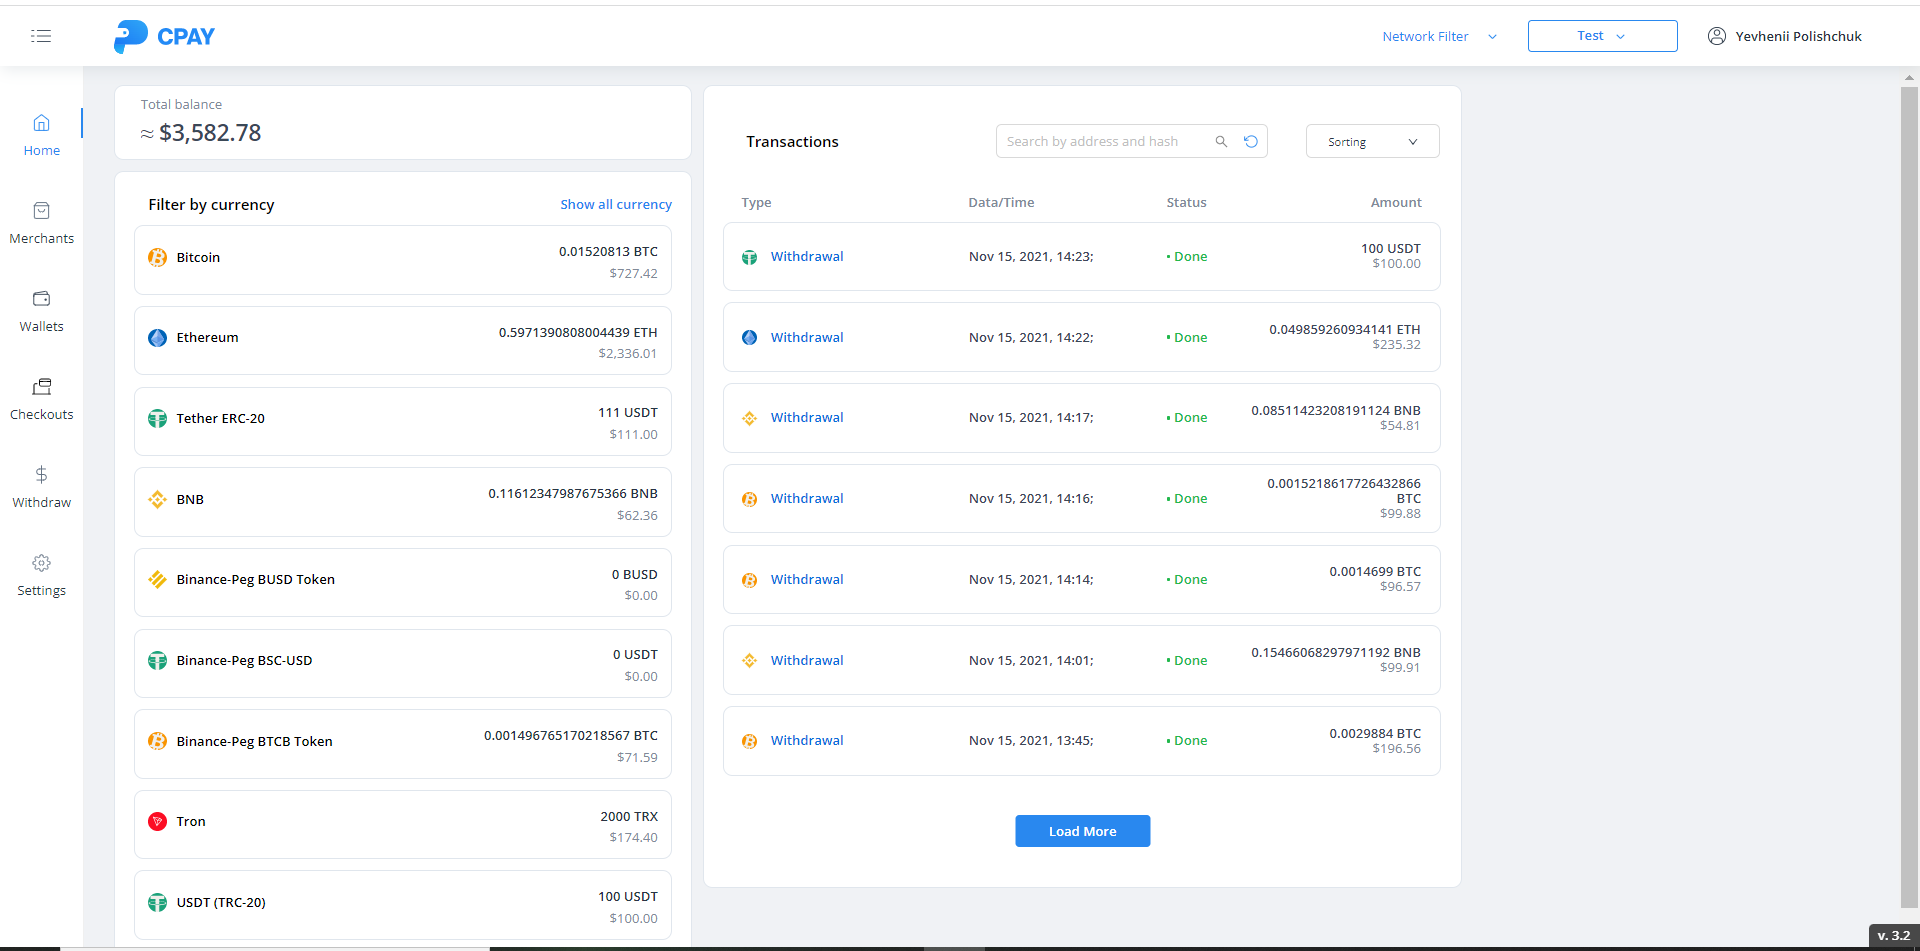 CPAY
Network Filter
Test
Yevhenii Polishchuk
Home
Merchants
Wallets
Checkouts
Withdraw
Settings
Total balance
≈ $3,582.78
Filter by currency Show all currency
Bitcoin 0.01520813 BTC
$727.42
Ethereum 0.5971390808004439 ETH
$2,336.01
Tether ERC-20 111 USDT
$111.00
BNB 0.11612347987675366 BNB
$62.36
Binance-Peg BUSD Token 0 BUSD
$0.00
Binance-Peg BSC-USD 0 USDT
$0.00
Binance-Peg BTCB Token 0.001496765170218567 BTC
$71.59
Tron 2000 TRX
$174.40
USDT (TRC-20) 100 USDT
$100.00
Transactions Search by address and hash Sorting
Type Data/Time Status Amount
Withdrawal Nov 15, 2021, 14:23; Done 100 USDT
$100.00
Withdrawal Nov 15, 2021, 14:22; Done 0.049859260934141 ETH
$235.32
Withdrawal Nov 15, 2021, 14:17; Done 0.08511423208191124 BNB
$54.81
Withdrawal Nov 15, 2021, 14:16; Done 0.0015218617726432866
BTC
$99.88
Withdrawal Nov 15, 2021, 14:14; Done 0.0014699 BTC
$96.57
Withdrawal Nov 15, 2021, 14:01; Done 0.15466068297971192 BNB
$99.91
Withdrawal Nov 15, 2021, 13:45; Done 0.0029884 BTC
$196.56
Load More
v. 3.2